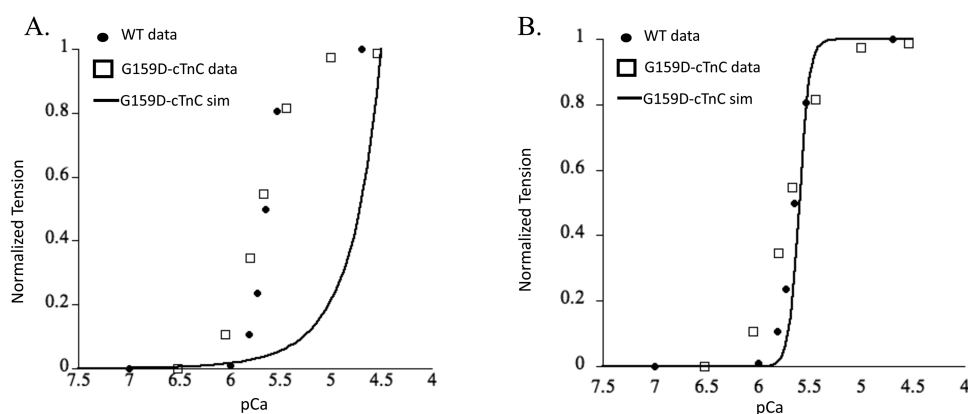 A.
WT data
G159D-cTnC data
G159D-cTnC sim
Normalized Tension
1
0.8
0.6
0.4
0.2
0
7.5 7 6.5 6 5.5 5 4.5 4
pCa
B.
WT data
G159D-cTnC data
G159D-cTnC sim
Normalized Tension
1
0.8
0.6
0.4
0.2
0
7.5 7 6.5 6 5.5 5 4.5 4
pCa